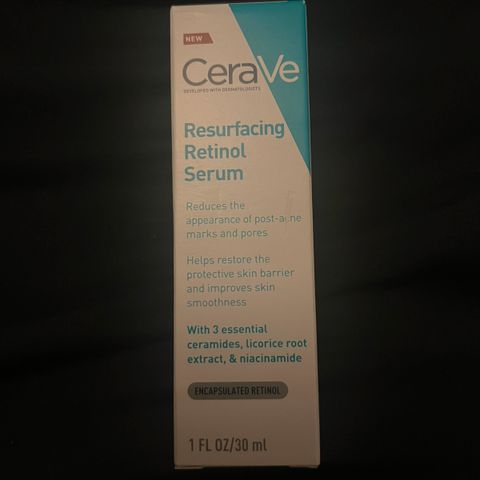 NEW
CeraVe
DEVELOPED WITH DERMATOLOGISTS
Resurfacing
Retinol
Serum
Reduces the
appearance of post-acne
marks and pores
Helps restore the
protective skin barrier
and improves skin
smoothness
With 3 essential
ceramides, licorice root
extract, & niacinamide
ENCAPSULATED RETINOL
1 FL OZ/30 ml